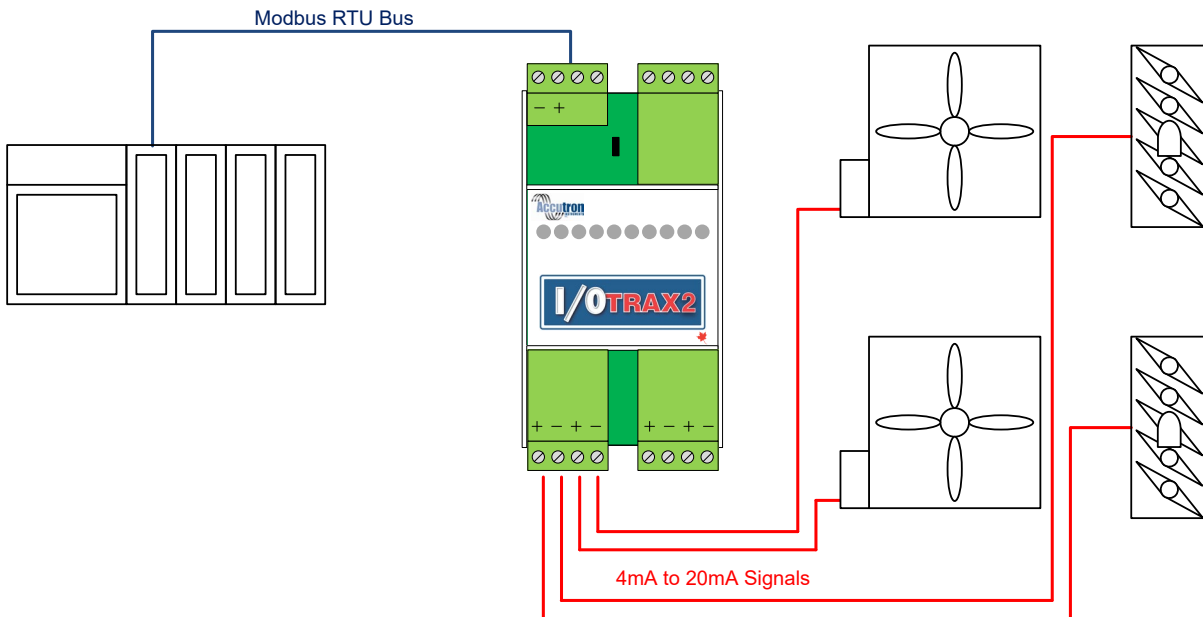 Modbus RTU Bus
− +
Accutron
I/OTRAX2
+ − + −
+ − + −
4mA to 20mA Signals